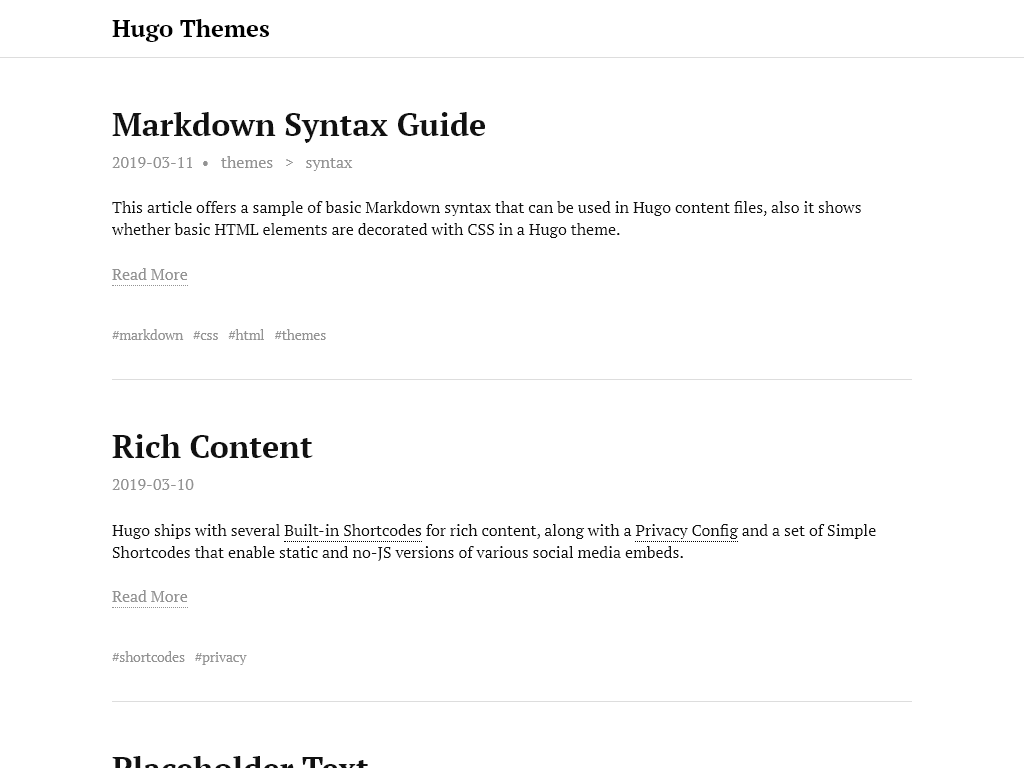 Hugo Themes
Markdown Syntax Guide
2019-03-11 • themes > syntax
This article offers a sample of basic Markdown syntax that can be used in Hugo content files, also it shows
whether basic HTML elements are decorated with CSS in a Hugo theme.
Read More
#markdown #css #html #themes
Rich Content
2019-03-10
Hugo ships with several Built-in Shortcodes for rich content, along with a Privacy Config and a set of Simple
Shortcodes that enable static and no-JS versions of various social media embeds.
Read More
#shortcodes #privacy
Placeholder Text